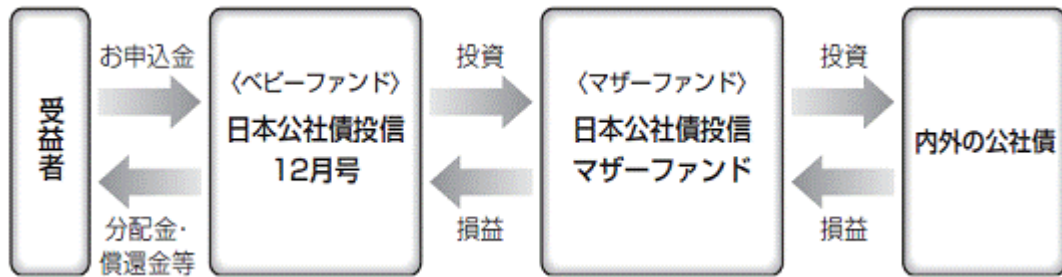 受益者
お申込金
分配金・
償還金等
〈ベビーファンド〉
日本公社債投信
12月号
投資
損益
〈マザーファンド〉
日本公社債投信
マザーファンド
投資
損益
内外の公社債